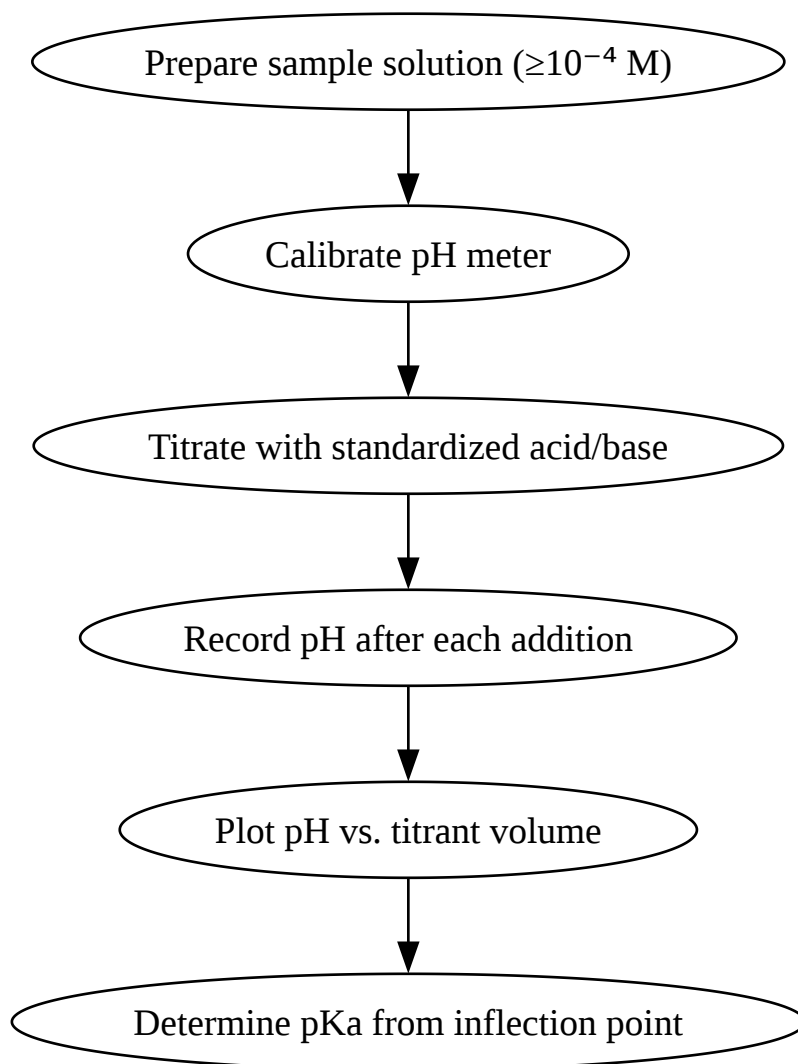 Prepare sample solution (≥10⁻⁴ M)
Calibrate pH meter
Titrate with standardized acid/base
Record pH after each addition
Plot pH vs. titrant volume
Determine pKa from inflection point